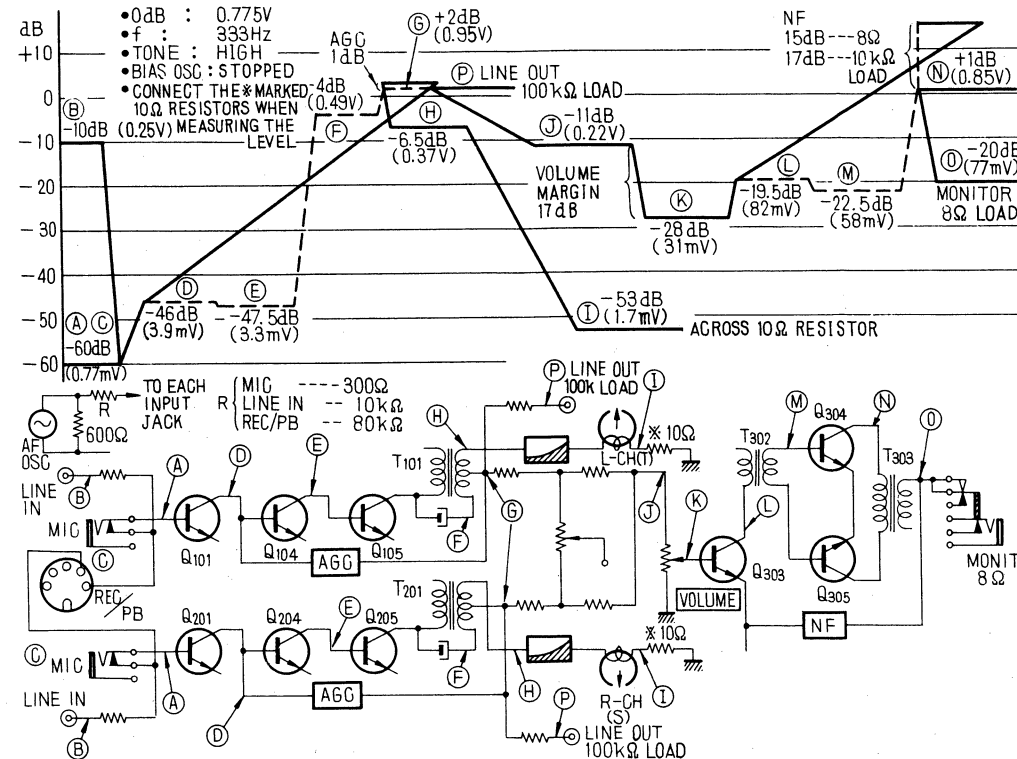 dB
+10
0
-10
-20
-30
-40
-50
-60
•0dB : 0.775V
•f : 333Hz
•TONE : HIGH
•BIAS OSC : STOPPED
•CONNECT THE ※ MARKED
10Ω RESISTORS WHEN
MEASURING THE
LEVEL
Ⓑ
-10dB
(0.25V)
AGC
1dB
-4dB
(0.49V)
Ⓕ
Ⓖ +2dB
(0.95V)
Ⓟ LINE OUT
100kΩ LOAD
Ⓗ
-6.5dB
(0.37V)
Ⓙ -11dB
(0.22V)
VOLUME
MARGIN
17dB
Ⓚ
-28dB
(31mV)
Ⓛ
-19.5dB
(82mV)
Ⓜ
-22.5dB
(58mV)
NF
15dB---8Ω
17dB---10kΩ
LOAD
Ⓝ +1dB
(0.85V)
Ⓞ -20dB
(77mV)
MONITOR
8Ω LOAD
Ⓐ Ⓒ
-60dB
(0.77mV)
Ⓓ
-46dB
(3.9mV)
Ⓔ
-47.5dB
(3.3mV)
Ⓘ -53dB
(1.7mV)
ACROSS 10Ω RESISTOR
AF
OSC
600Ω
R
TO EACH
INPUT
JACK
R
MIC ---- 300Ω
LINE IN -- 10kΩ
REC/PB -- 80kΩ
LINE
IN
Ⓑ
Ⓐ
Ⓓ
Ⓔ
Ⓗ
T101
Ⓟ LINE OUT
100k LOAD
Ⓘ
※ 10Ω
L-CH(T)
MIC
Ⓒ
Q101
Q104
Q105
AGC
Ⓕ
Ⓖ
Ⓙ
Ⓚ
T302
Ⓜ
Q304
Ⓝ
T303
Ⓞ
Ⓛ
Q303
Q305
VOLUME
NF
MONIT
8Ω
REC
/PB
T201
Q201
Q204
Ⓔ
Q205
Ⓒ MIC
Ⓐ
AGC
Ⓕ
Ⓗ
※ 10Ω
Ⓘ
R-CH
(S)
LINE IN
Ⓑ
Ⓓ
Ⓟ
LINE OUT
100kΩ LOAD